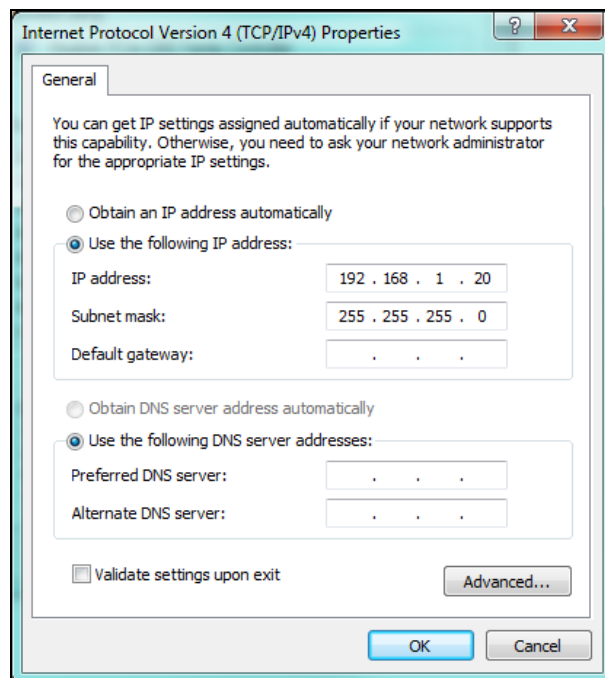 Internet Protocol Version 4 (TCP/IPv4) Properties
? X
General
You can get IP settings assigned automatically if your network supports
this capability. Otherwise, you need to ask your network administrator
for the appropriate IP settings.
Obtain an IP address automatically
Use the following IP address:
IP address: 192 . 168 . 1 . 20
Subnet mask: 255 . 255 . 255 . 0
Default gateway: . . .
Obtain DNS server address automatically
Use the following DNS server addresses:
Preferred DNS server: . . .
Alternate DNS server: . . .
Validate settings upon exit
Advanced...
OK Cancel